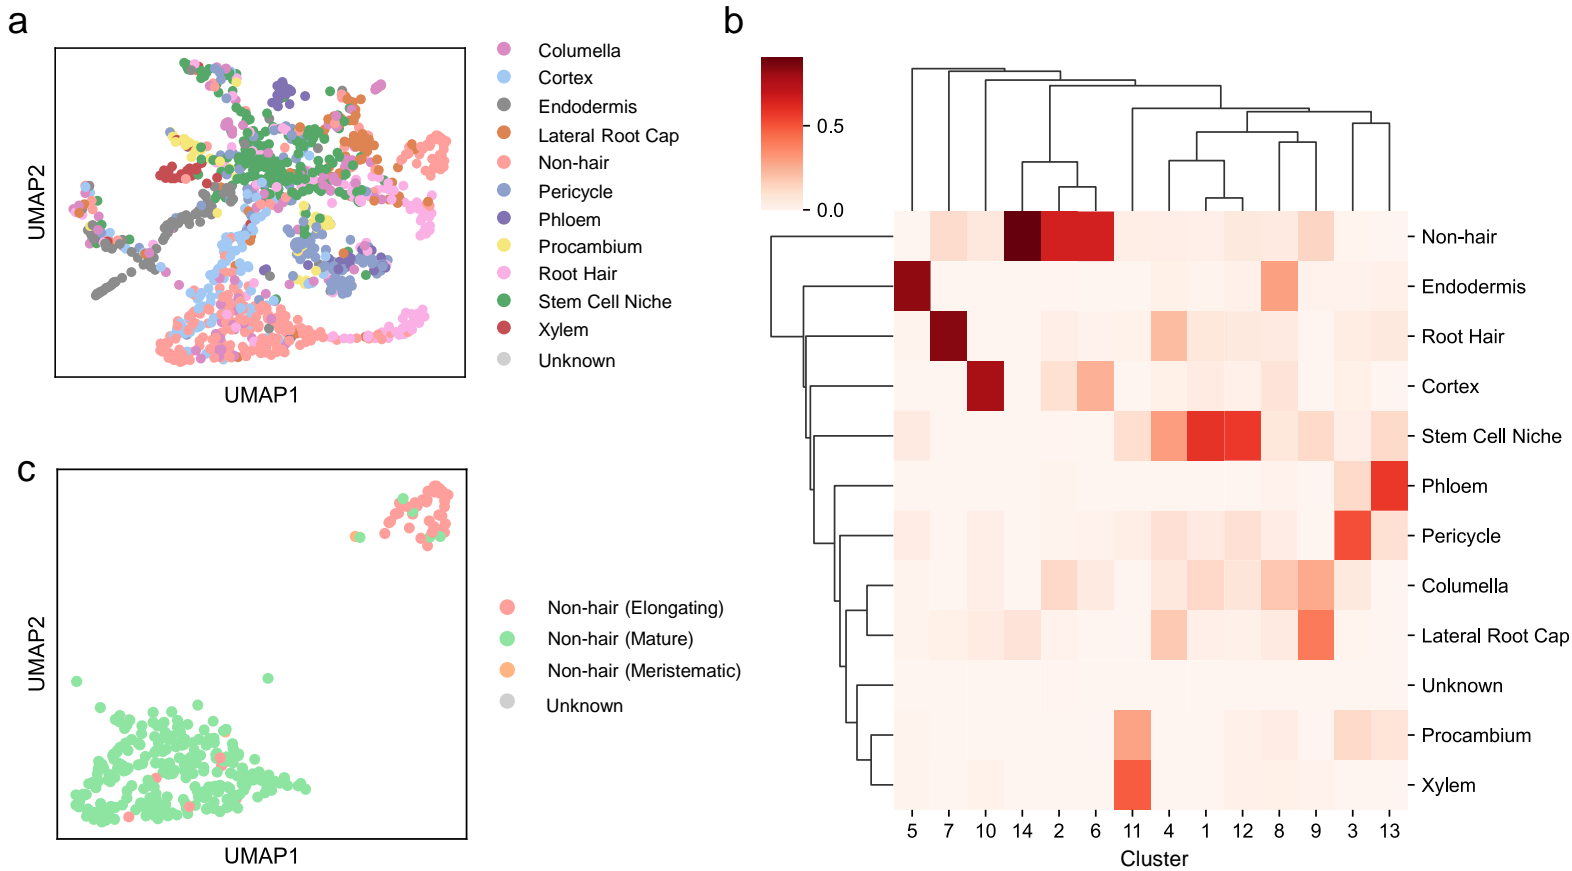 a
UMAP2
UMAP1
Columella
Cortex
Endodermis
Lateral Root Cap
Non-hair
Pericycle
Phloem
Procambium
Root Hair
Stem Cell Niche
Xylem
Unknown
b
0.5
0.0
Non-hair
Endodermis
Root Hair
Cortex
Stem Cell Niche
Phloem
Pericycle
Columella
Lateral Root Cap
Unknown
Procambium
Xylem
5 7 10 14 2 6 11 4 1 12 8 9 3 13
Cluster
c
UMAP2
UMAP1
Non-hair (Elongating)
Non-hair (Mature)
Non-hair (Meristematic)
Unknown